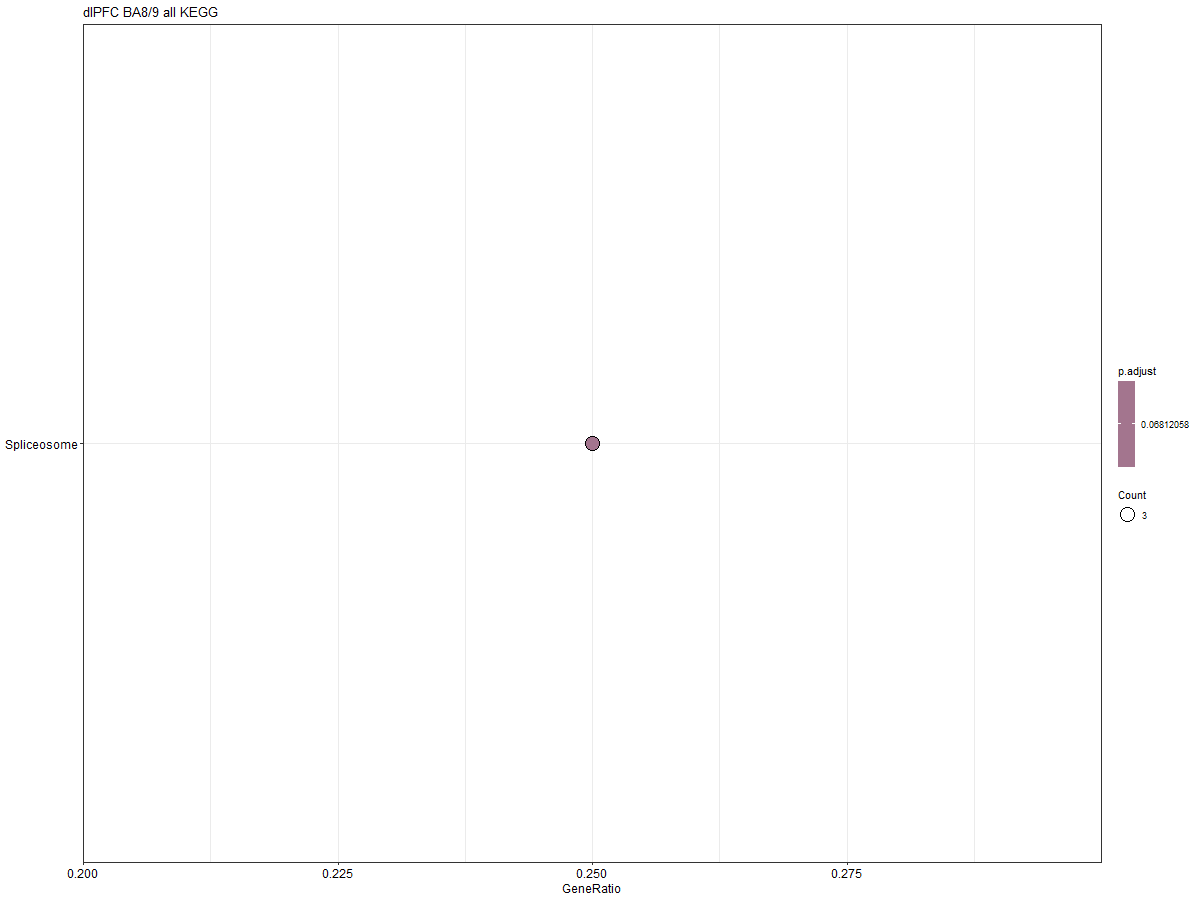 dlPFC BA8/9 all KEGG
Spliceosome
0.200
0.225
0.250
0.275
GeneRatio
p.adjust
0.06812058
Count
3